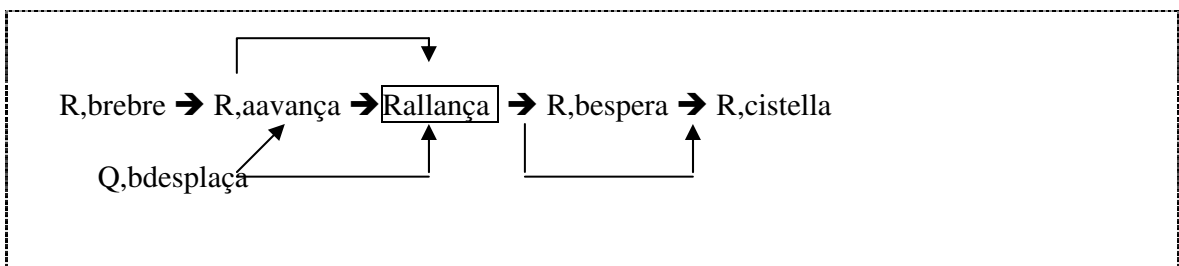 R,brebre ➔ R,aavança ➔ Rallança ➔ R,bespera ➔ R,cistella
Q,bdesplaça